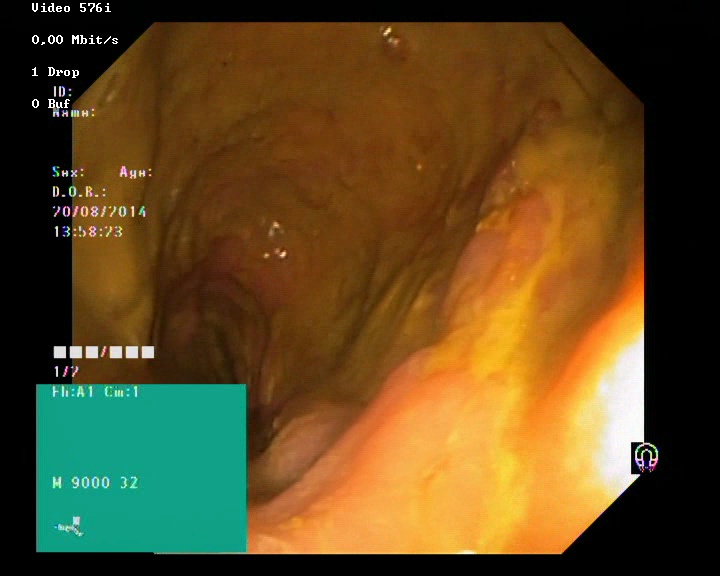 Video 576i
0,00 Mbit/s
1 Drop
0 Buf
ID:
Name:
Sex: Age:
D.O.B.:
20/08/2014
13:58:23
■■■/■■■
1/2
Eh:A1 Cm:1
M 9000 32